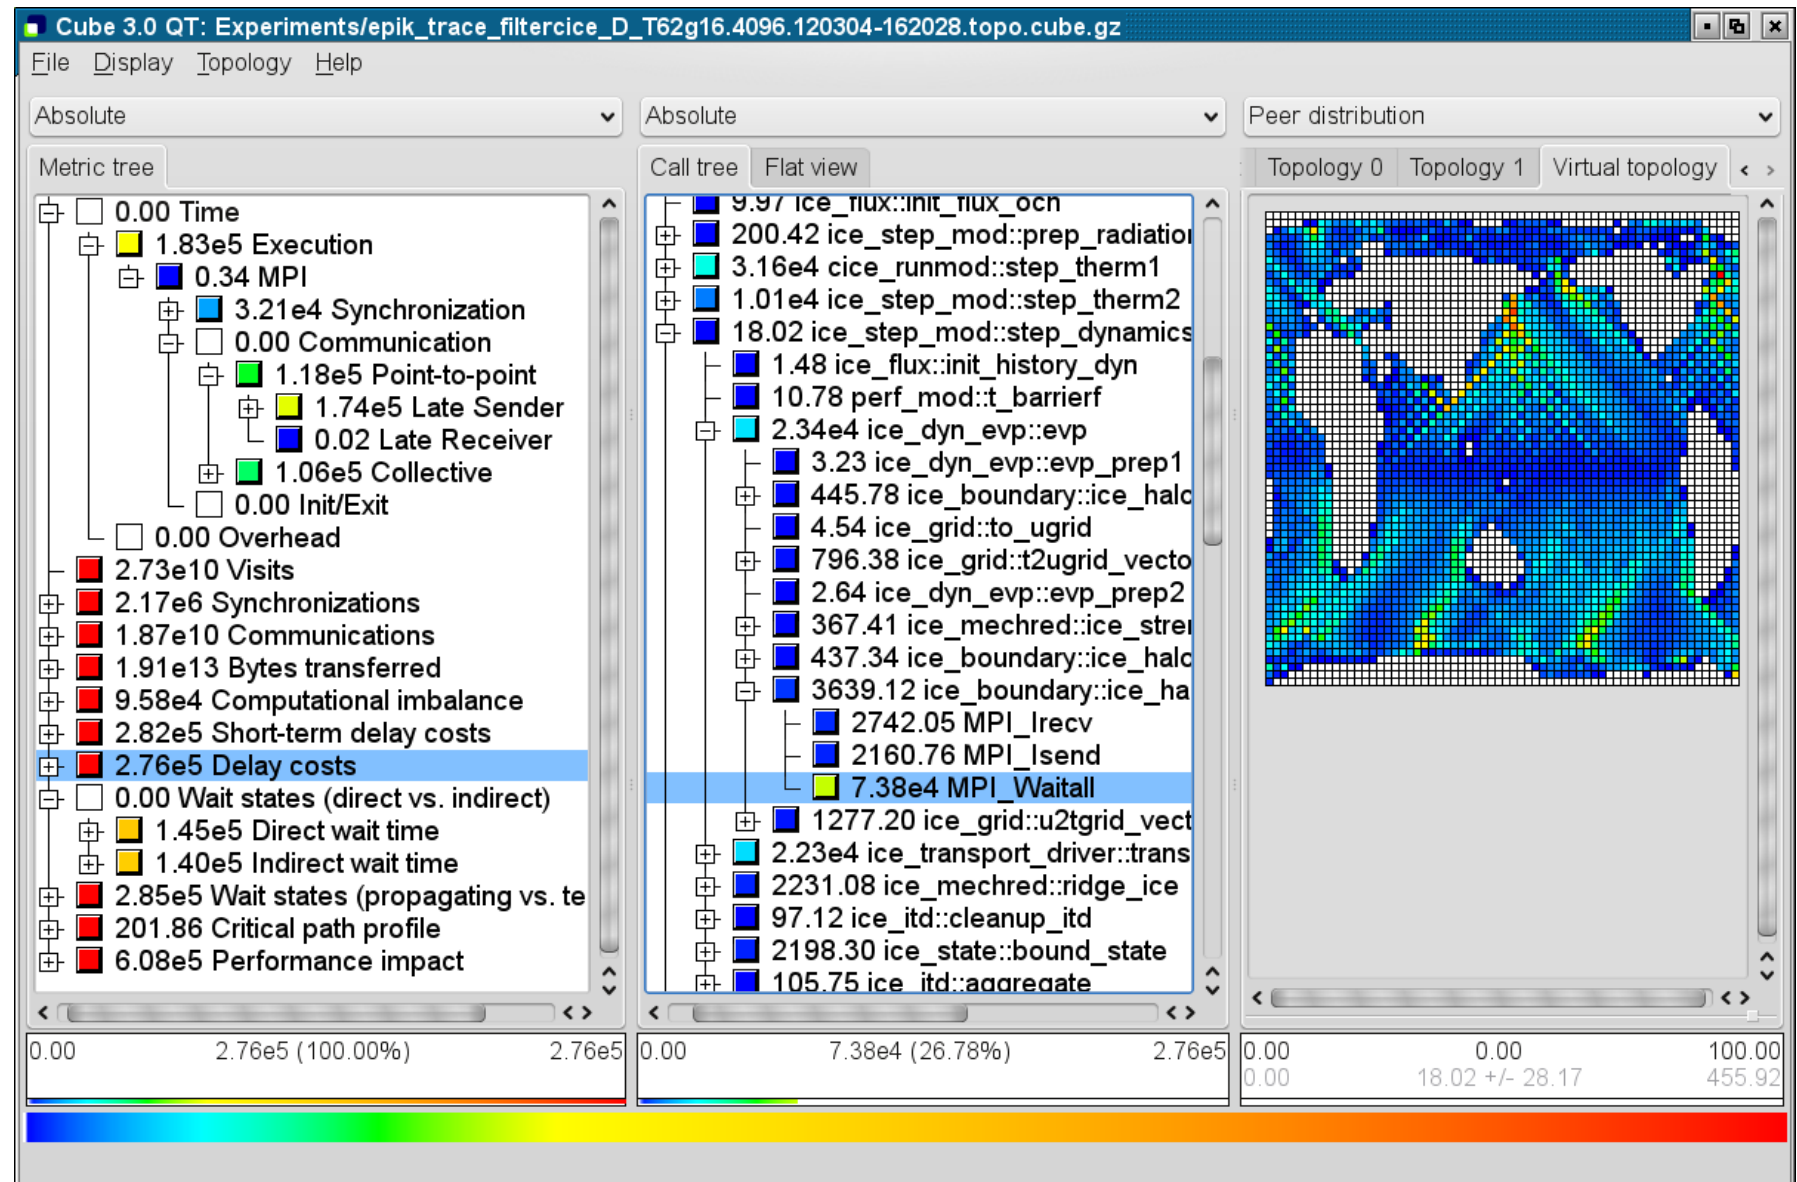 Cube 3.0 QT: Experiments/epik_trace_filtercice_D_T62g16.4096.120304-162028.topo.cube.gz
File Display Topology Help
Absolute
Metric tree
0.00 Time
1.83e5 Execution
0.34 MPI
3.21e4 Synchronization
0.00 Communication
1.18e5 Point-to-point
1.74e5 Late Sender
0.02 Late Receiver
1.06e5 Collective
0.00 Init/Exit
0.00 Overhead
2.73e10 Visits
2.17e6 Synchronizations
1.87e10 Communications
1.91e13 Bytes transferred
9.58e4 Computational imbalance
2.82e5 Short-term delay costs
2.76e5 Delay costs
0.00 Wait states (direct vs. indirect)
1.45e5 Direct wait time
1.40e5 Indirect wait time
2.85e5 Wait states (propagating vs. te
201.86 Critical path profile
6.08e5 Performance impact
0.00 2.76e5 (100.00%) 2.76e5
Absolute
Call tree Flat view
9.97 ice_flux::init_flux_ocn
200.42 ice_step_mod::prep_radiation
3.16e4 cice_runmod::step_therm1
1.01e4 ice_step_mod::step_therm2
18.02 ice_step_mod::step_dynamics
1.48 ice_flux::init_history_dyn
10.78 perf_mod::t_barrierf
2.34e4 ice_dyn_evp::evp
3.23 ice_dyn_evp::evp_prep1
445.78 ice_boundary::ice_halo
4.54 ice_grid::to_ugrid
796.38 ice_grid::t2ugrid_vecto
2.64 ice_dyn_evp::evp_prep2
367.41 ice_mechred::ice_stren
437.34 ice_boundary::ice_halo
3639.12 ice_boundary::ice_ha
2742.05 MPI_Irecv
2160.76 MPI_Isend
7.38e4 MPI_Waitall
1277.20 ice_grid::u2tgrid_vect
2.23e4 ice_transport_driver::trans
2231.08 ice_mechred::ridge_ice
97.12 ice_itd::cleanup_itd
2198.30 ice_state::bound_state
105.75 ice_itd::aggregate
0.00 7.38e4 (26.78%) 2.76e5
Peer distribution
Topology 0 Topology 1 Virtual topology
0.00 0.00 100.00
0.00 18.02 +/- 28.17 455.92